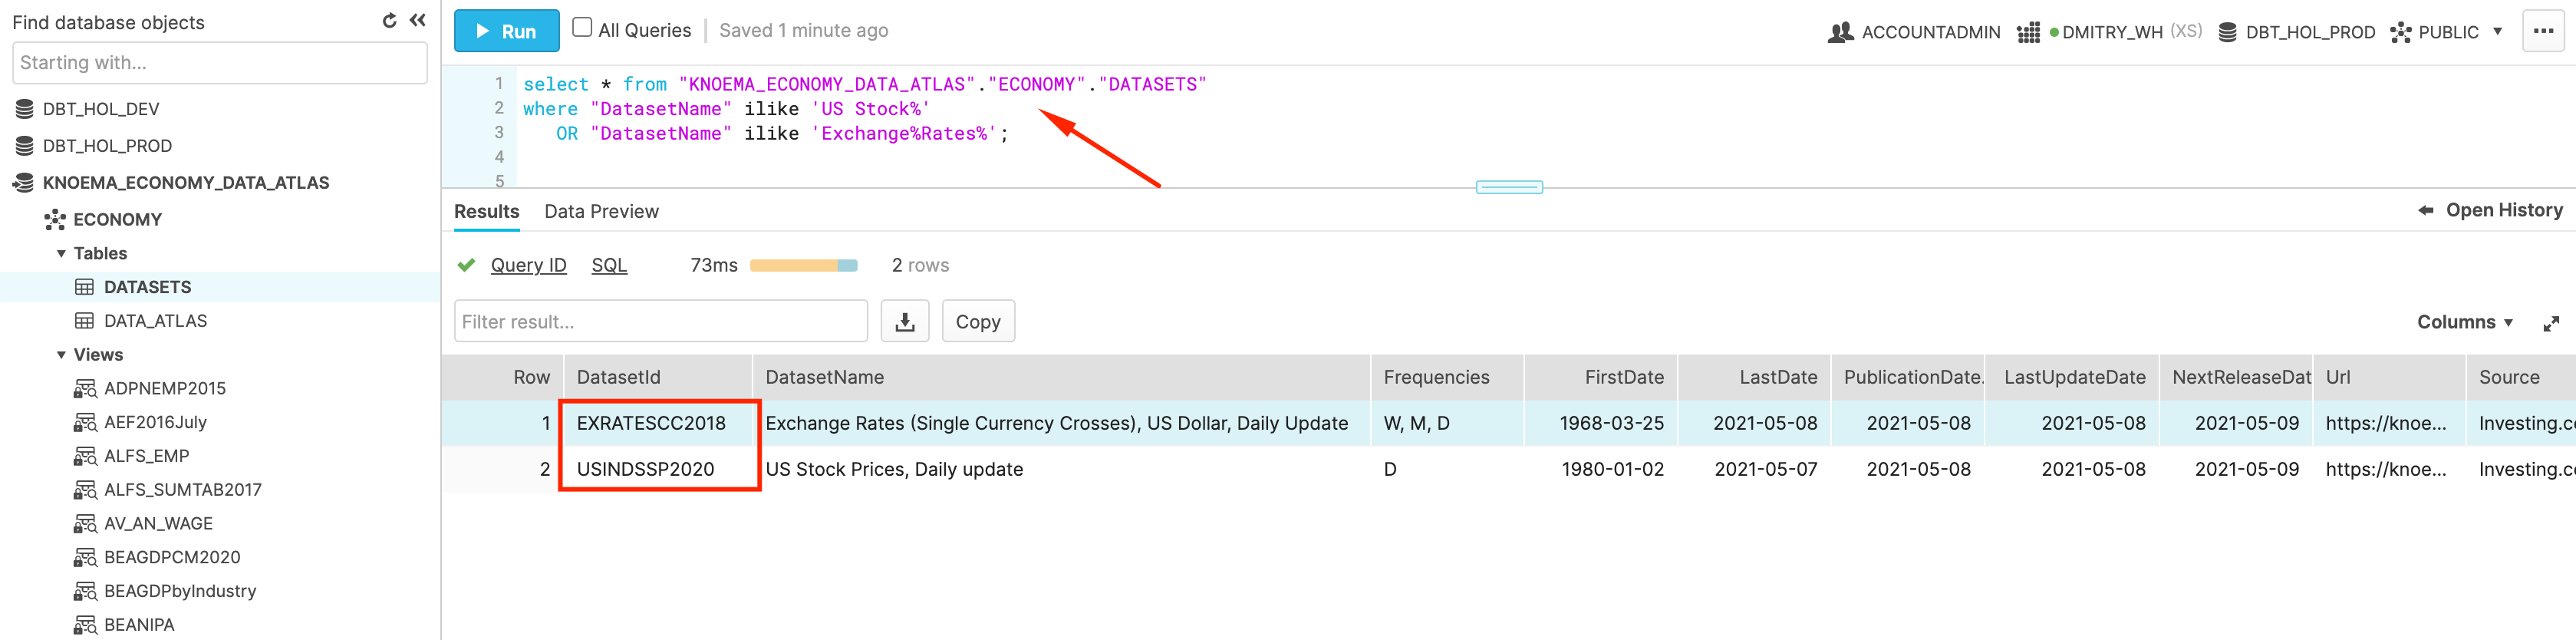 Find database objects
Starting with...
DBT_HOL_DEV
DBT_HOL_PROD
KNOEMA_ECONOMY_DATA_ATLAS
ECONOMY
Tables
DATASETS
DATA_ATLAS
Views
ADPNEMP2015
AEF2016July
ALFS_EMP
ALFS_SUMTAB2017
AV_AN_WAGE
BEAGDPCM2020
BEAGDPbyIndustry
BEANIPA
Run All Queries Saved 1 minute ago ACCOUNTADMIN DMITRY_WH (XS) DBT_HOL_PROD PUBLIC ...
1 select * from "KNOEMA_ECONOMY_DATA_ATLAS"."ECONOMY"."DATASETS"
2 where "DatasetName" ilike 'US Stock%'
3 OR "DatasetName" ilike 'Exchange%Rates%';
4
5
Results Data Preview Open History
Query ID SQL 73ms 2 rows
Filter result... Copy Columns
Row DatasetId DatasetName Frequencies FirstDate LastDate PublicationDate. LastUpdateDate NextReleaseDat Url Source
1 EXRATESCC2018 Exchange Rates (Single Currency Crosses), US Dollar, Daily Update W, M, D 1968-03-25 2021-05-08 2021-05-08 2021-05-08 2021-05-09 https://knoe... Investing.c
2 USINDSSP2020 US Stock Prices, Daily update D 1980-01-02 2021-05-07 2021-05-08 2021-05-08 2021-05-09 https://knoe... Investing.c